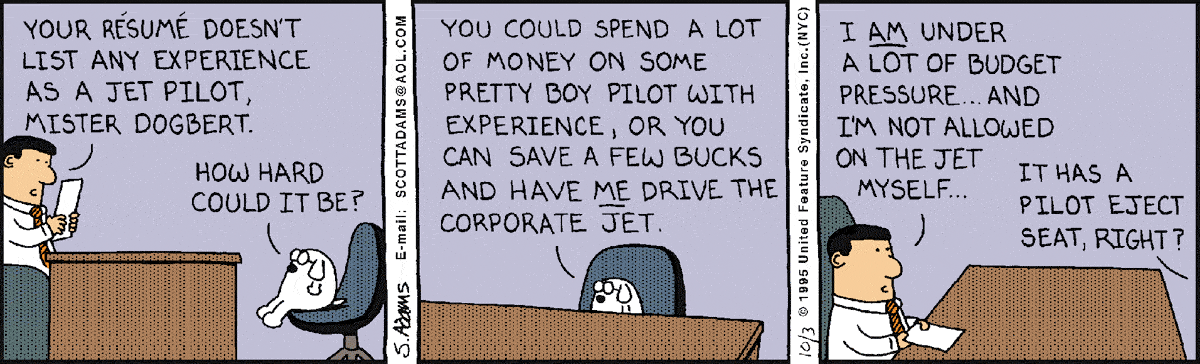 YOUR RÉSUMÉ DOESN'T
LIST ANY EXPERIENCE
AS A JET PILOT,
MISTER DOGBERT.
HOW HARD
COULD IT BE?
S. Adams E-mail: SCOTTADAMS@AOL.COM
YOU COULD SPEND A LOT
OF MONEY ON SOME
PRETTY BOY PILOT WITH
EXPERIENCE, OR YOU
CAN SAVE A FEW BUCKS
AND HAVE ME DRIVE THE
CORPORATE JET.
10/3 © 1995 United Feature Syndicate, Inc.(NYC)
I AM UNDER
A LOT OF BUDGET
PRESSURE... AND
I'M NOT ALLOWED
ON THE JET
MYSELF...
IT HAS A
PILOT EJECT
SEAT, RIGHT?